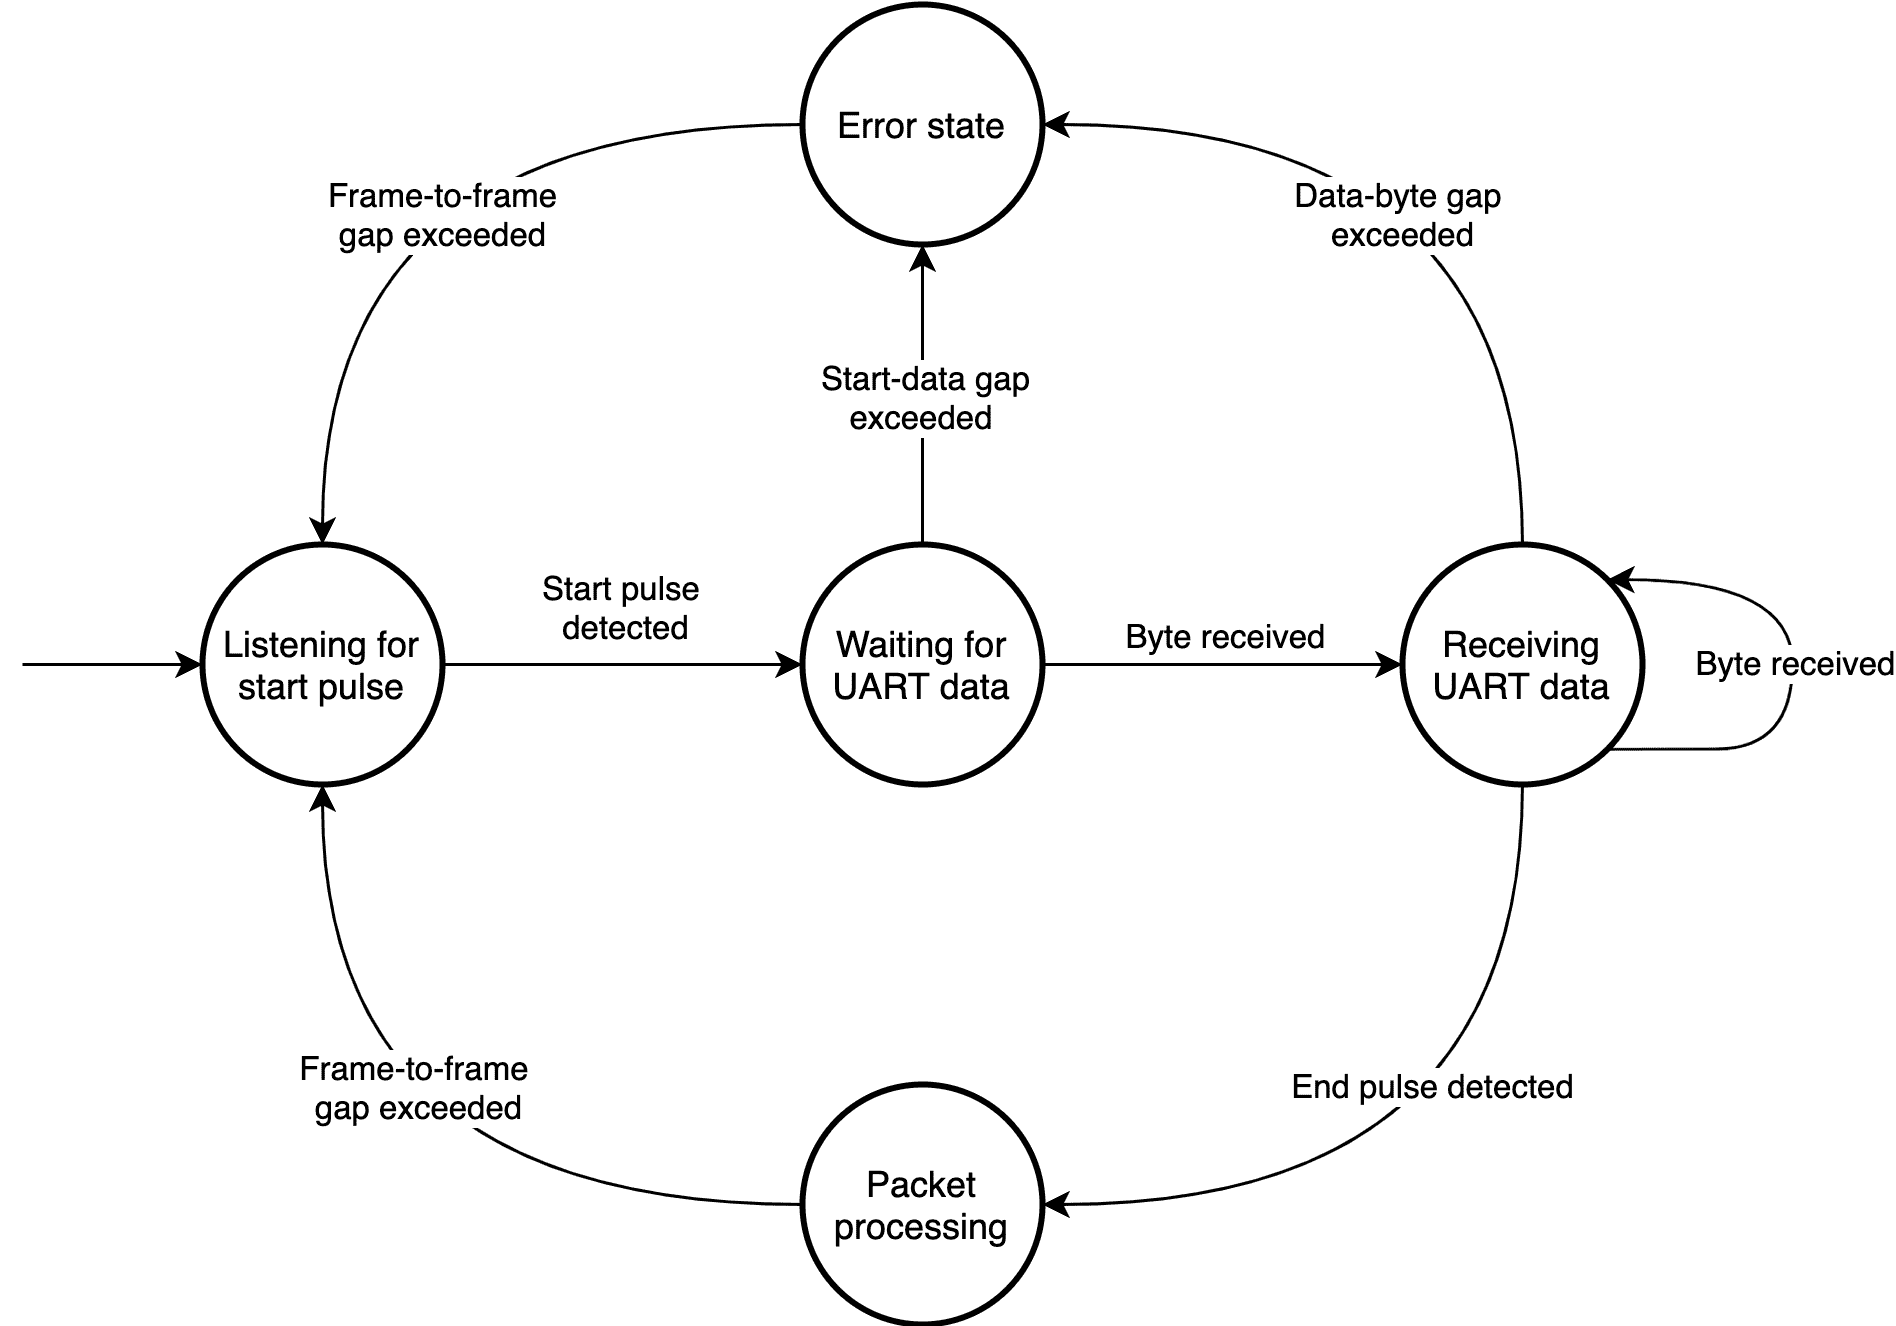 Error state
Frame-to-frame
gap exceeded
Data-byte gap
exceeded
Start-data gap
exceeded
Start pulse
detected
Listening for
start pulse
Waiting for
UART data
Byte received
Receiving
UART data
Byte received
Frame-to-frame
gap exceeded
End pulse detected
Packet
processing